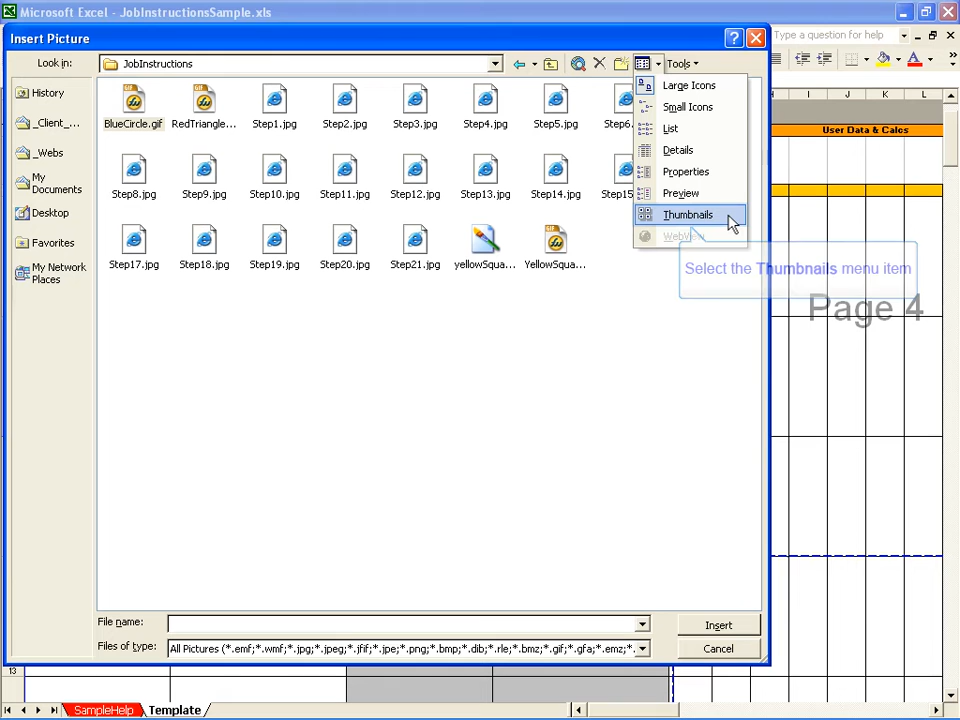 Microsoft Excel - JobInstructionsSample.xls
Insert Picture
Type a question for help
Look in:
JobInstructions
Tools
History
_Client_...
_Webs
My Documents
Desktop
Favorites
My Network Places
BlueCircle.gif RedTriangle... Step1.jpg Step2.jpg Step3.jpg Step4.jpg Step5.jpg Step6.
Step8.jpg Step9.jpg Step10.jpg Step11.jpg Step12.jpg Step13.jpg Step14.jpg Step15
Step17.jpg Step18.jpg Step19.jpg Step20.jpg Step21.jpg yellowSqua... YellowSqua...
Large Icons
Small Icons
List
Details
Properties
Preview
Thumbnails
WebView
Select the Thumbnails menu item
H I J K L
User Data & Calcs
Page 4
File name:
Insert
Files of type:
All Pictures (*.emf;*.wmf;*.jpg;*.jpeg;*.jfif;*.jpe;*.png;*.bmp;*.dib;*.rle;*.bmz;*.gif;*.gfa;*.emz;*.
Cancel
13
SampleHelp
Template